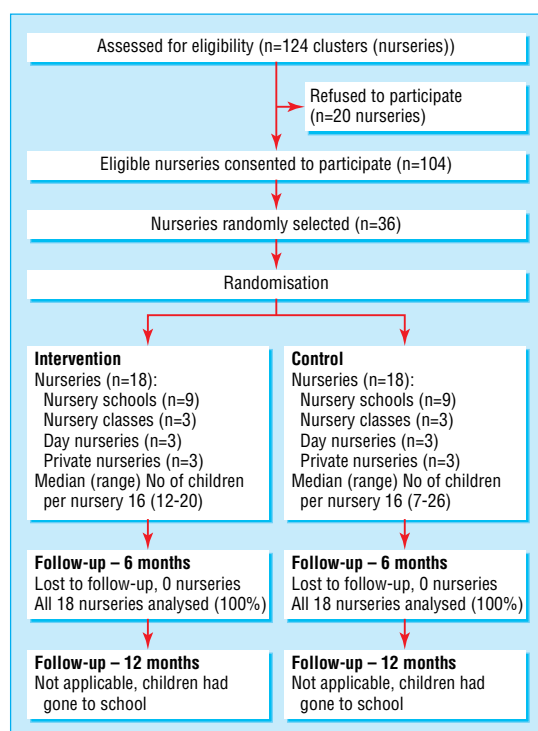 Assessed for eligibility (n=124 clusters (nurseries))
Refused to participate
(n=20 nurseries)
Eligible nurseries consented to participate (n=104)
Nurseries randomly selected (n=36)
Randomisation
Intervention
Nurseries (n=18):
Nursery schools (n=9)
Nursery classes (n=3)
Day nurseries (n=3)
Private nurseries (n=3)
Median (range) No of children
per nursery 16 (12-20)
Control
Nurseries (n=18):
Nursery schools (n=9)
Nursery classes (n=3)
Day nurseries (n=3)
Private nurseries (n=3)
Median (range) No of children
per nursery 16 (7-26)
Follow-up – 6 months
Lost to follow-up, 0 nurseries
All 18 nurseries analysed (100%)
Follow-up – 6 months
Lost to follow-up, 0 nurseries
All 18 nurseries analysed (100%)
Follow-up – 12 months
Not applicable, children had
gone to school
Follow-up – 12 months
Not applicable, children had
gone to school